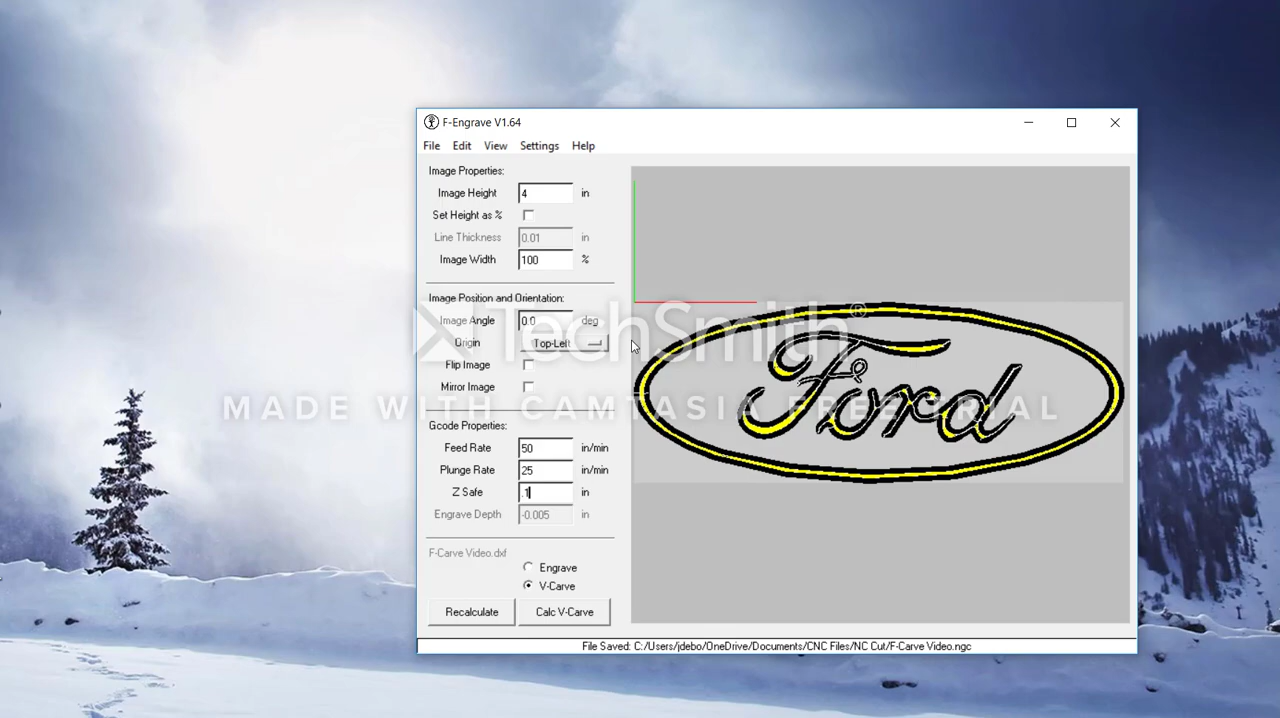 F-Engrave V1.64
File Edit View Settings Help
Image Properties:
Image Height 4 in
Set Height as %
Line Thickness 0.01 in
Image Width 100 %
Image Position and Orientation:
Image Angle 0.0 deg
Origin Top-Left
Flip Image
Mirror Image
Gcode Properties:
Feed Rate 50 in/min
Plunge Rate 25 in/min
Z Safe .1 in
Engrave Depth -0.005 in
F-Carve Video.dxf
Engrave
V-Carve
Recalculate Calc V-Carve
Ford
TechSmith®
MADE WITH CAMTASIA FREE TRIAL
File Saved: C:/Users/jdebo/OneDrive/Documents/CNC Files/NC Cut/F-Carve Video.ngc